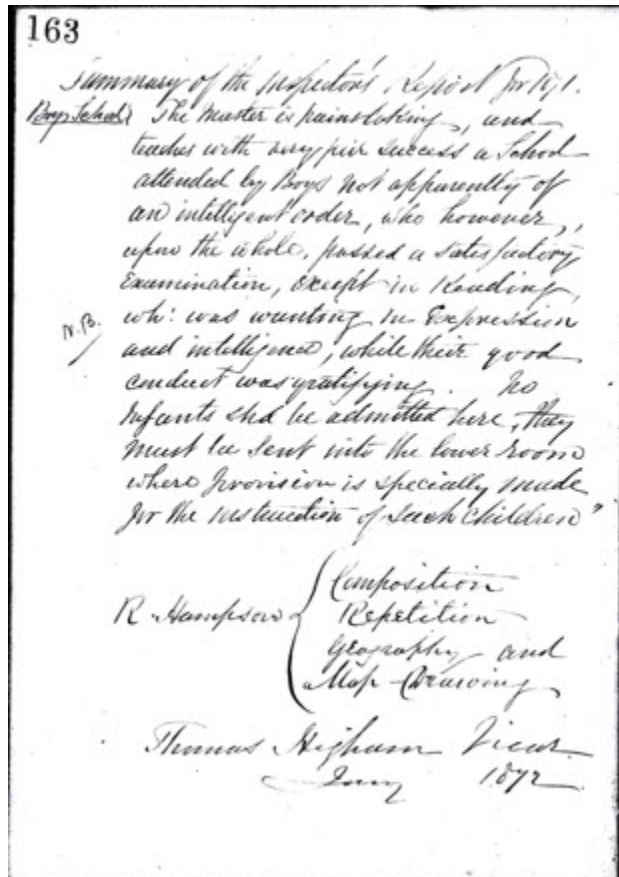 163
Summary of the Inspector's Report for 1871.
Boys School The Master is painstaking, and
teaches with very fair success a School
attended by Boys not apparently of
an intelligent order, who however,
upon the whole, passed a satisfactory
Examination, except in Reading,
N.B. wh: was wanting in Expression
and intelligence, while their good
conduct was gratifying. No
Infants shd be admitted here, they
must be sent into the lower room
where provision is specially made
for the instruction of such children"
R. Hampson { Composition
Repetition
Geography and
Map-Drawing
Thomas Higham Vicar
1872